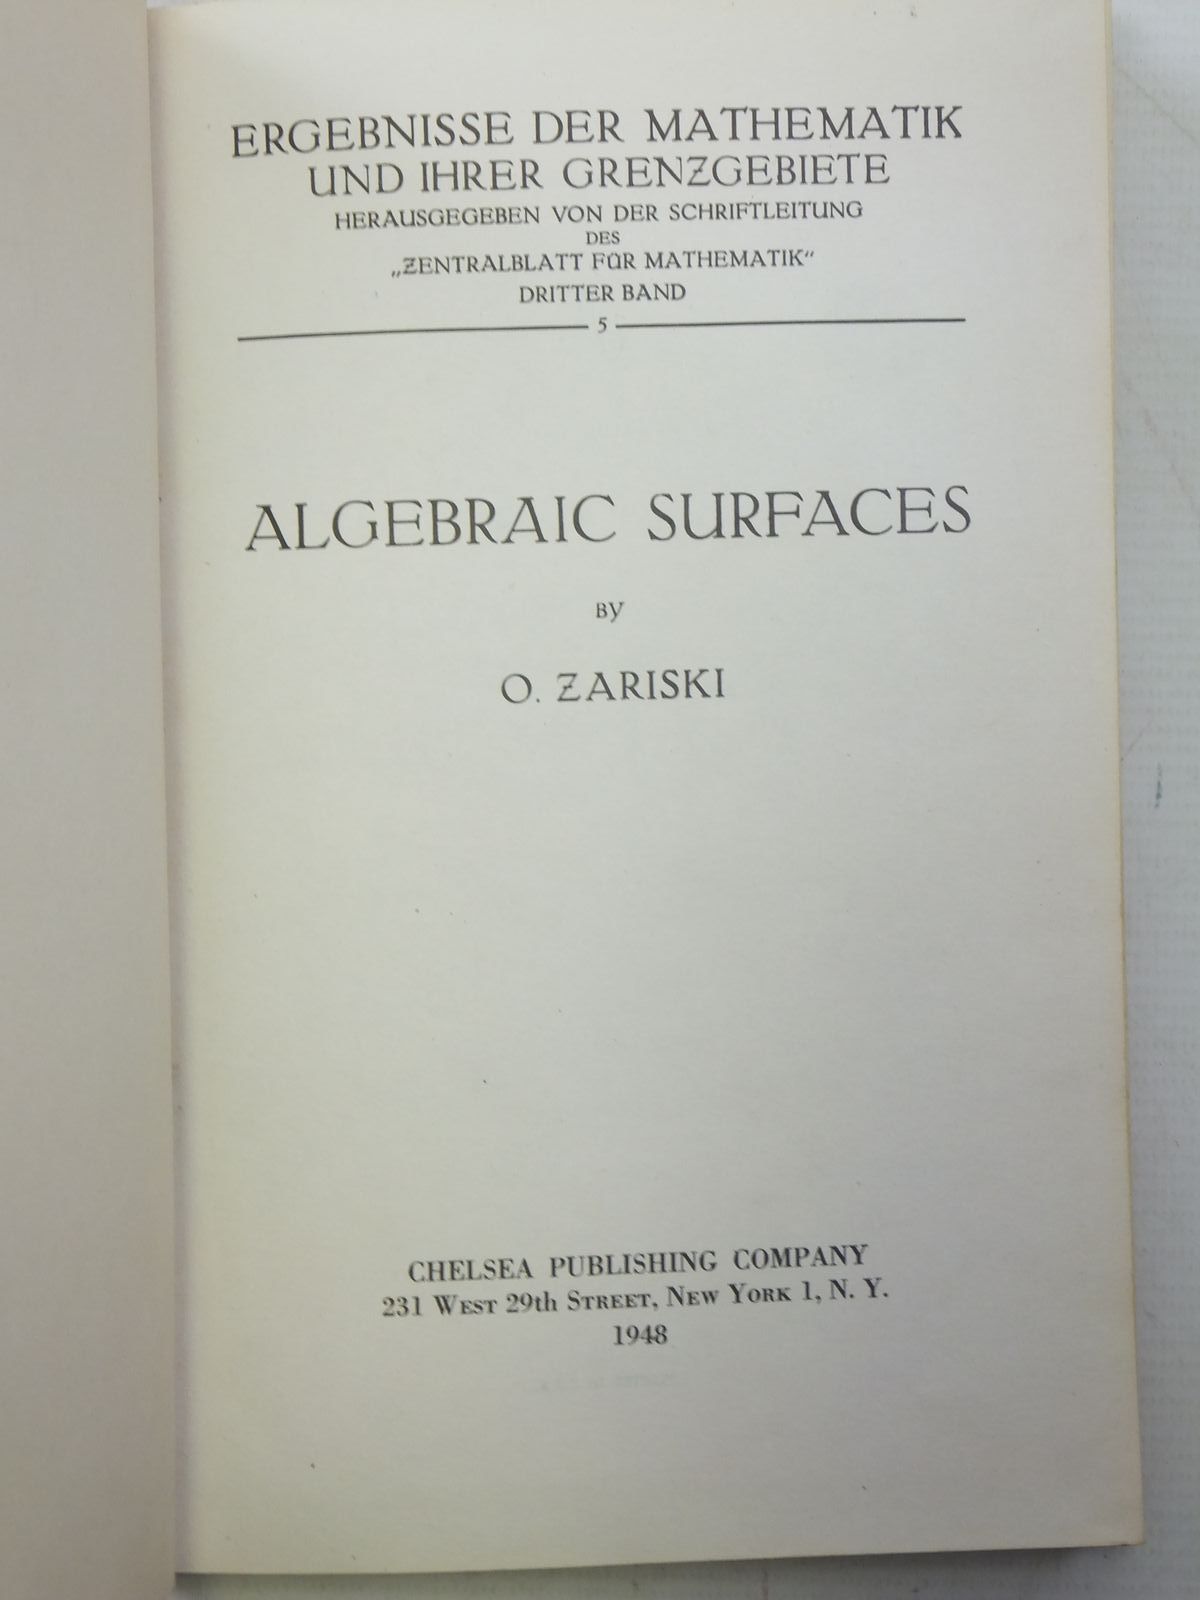 ERGEBNISSE DER MATHEMATIK
UND IHRER GRENZGEBIETE
HERAUSGEGEBEN VON DER SCHRIFTLEITUNG
DES
„ZENTRALBLATT FÜR MATHEMATIK“
DRITTER BAND
5
ALGEBRAIC SURFACES
BY
O. ZARISKI
CHELSEA PUBLISHING COMPANY
231 WEST 29th STREET, NEW YORK 1, N. Y.
1948